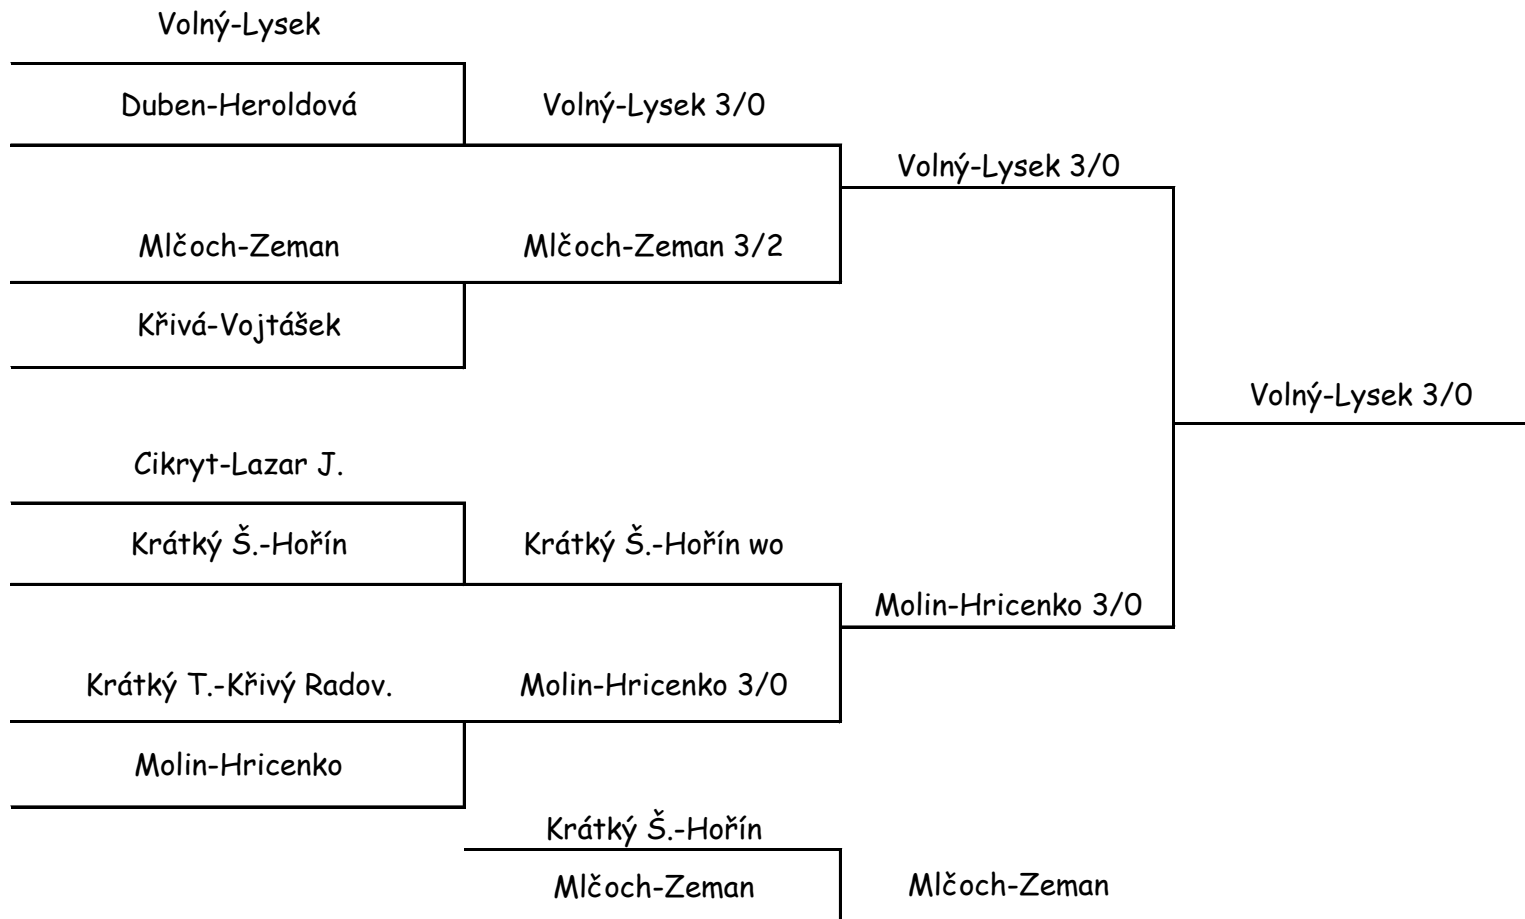 Volný-Lysek
Duben-Heroldová
Volný-Lysek 3/0
Volný-Lysek 3/0
Mlčoch-Zeman
Mlčoch-Zeman 3/2
Křivá-Vojtášek
Volný-Lysek 3/0
Cikryt-Lazar J.
Krátký Š.-Hořín
Krátký Š.-Hořín wo
Molin-Hricenko 3/0
Krátký T.-Křivý Radov.
Molin-Hricenko 3/0
Molin-Hricenko
Krátký Š.-Hořín
Mlčoch-Zeman
Mlčoch-Zeman